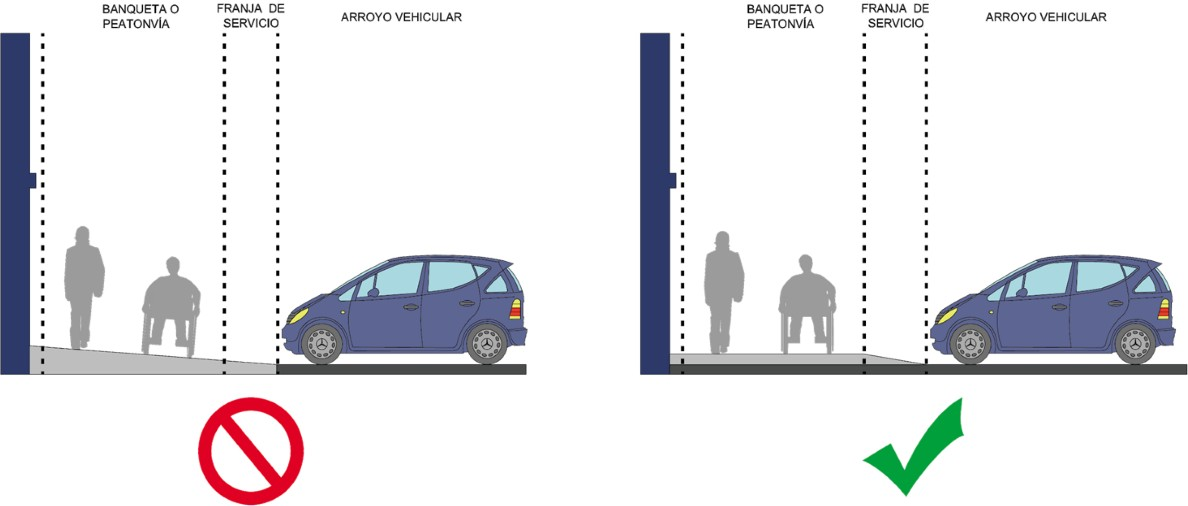 BANQUETA O
PEATONVÍA
FRANJA DE
SERVICIO
ARROYO VEHICULAR
BANQUETA O
PEATONVÍA
FRANJA DE
SERVICIO
ARROYO VEHICULAR